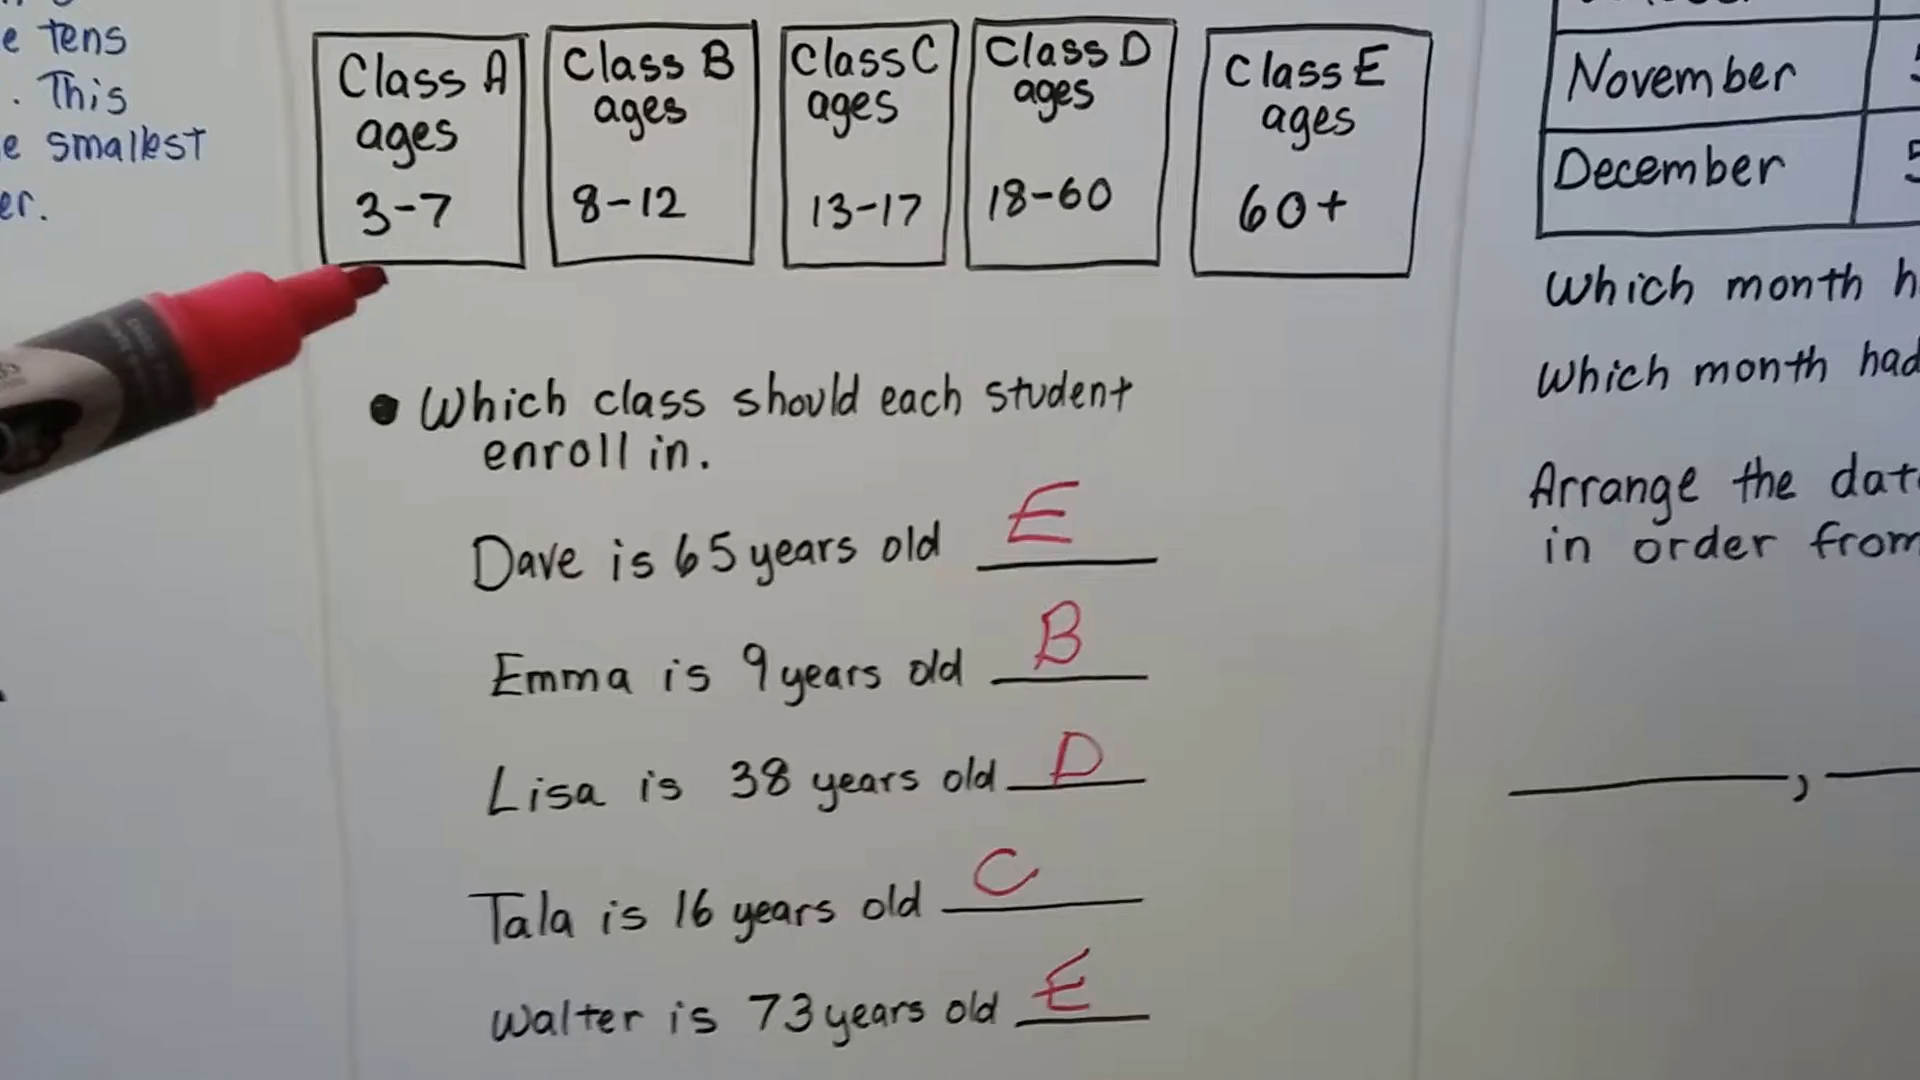 e tens
. This
e smallest
er.
Class A
ages
3-7
Class B
ages
8-12
Class C
ages
13-17
Class D
ages
18-60
Class E
ages
60+
• Which class should each student
enroll in.
Dave is 65 years old E
Emma is 9 years old B
Lisa is 38 years old D
Tala is 16 years old C
Walter is 73 years old E
November
December
Which month h
Which month had
Arrange the dat
in order from